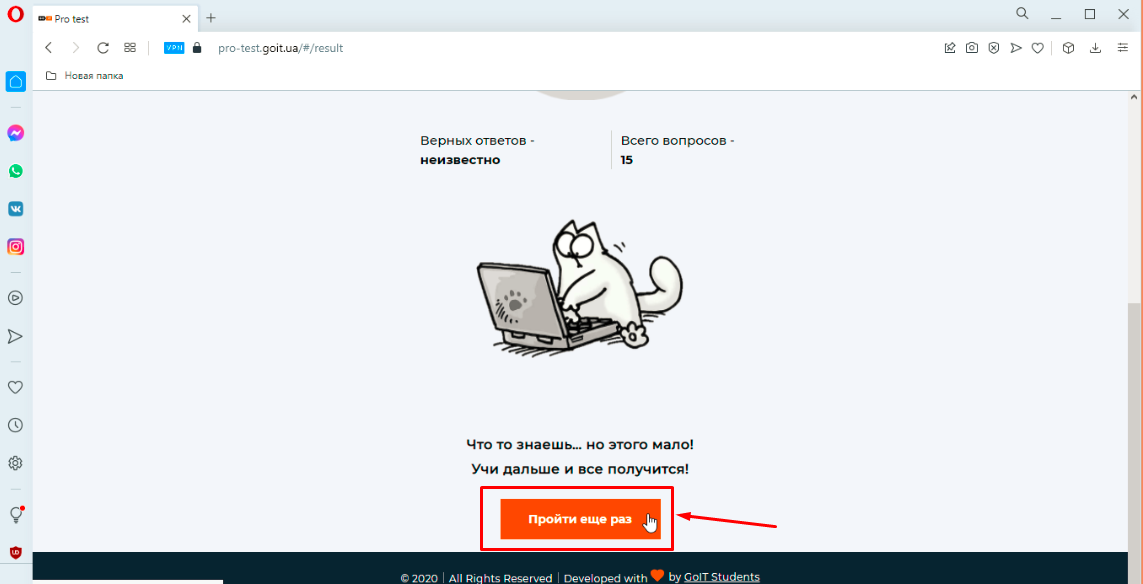 Pro test
VPN
pro-test.goit.ua/#/result
Новая папка
Верных ответов -
неизвестно
Всего вопросов -
15
Что то знаешь... но этого мало!
Учи дальше и все получится!
Пройти еще раз
© 2020 | All Rights Reserved | Developed with by GoIT Students